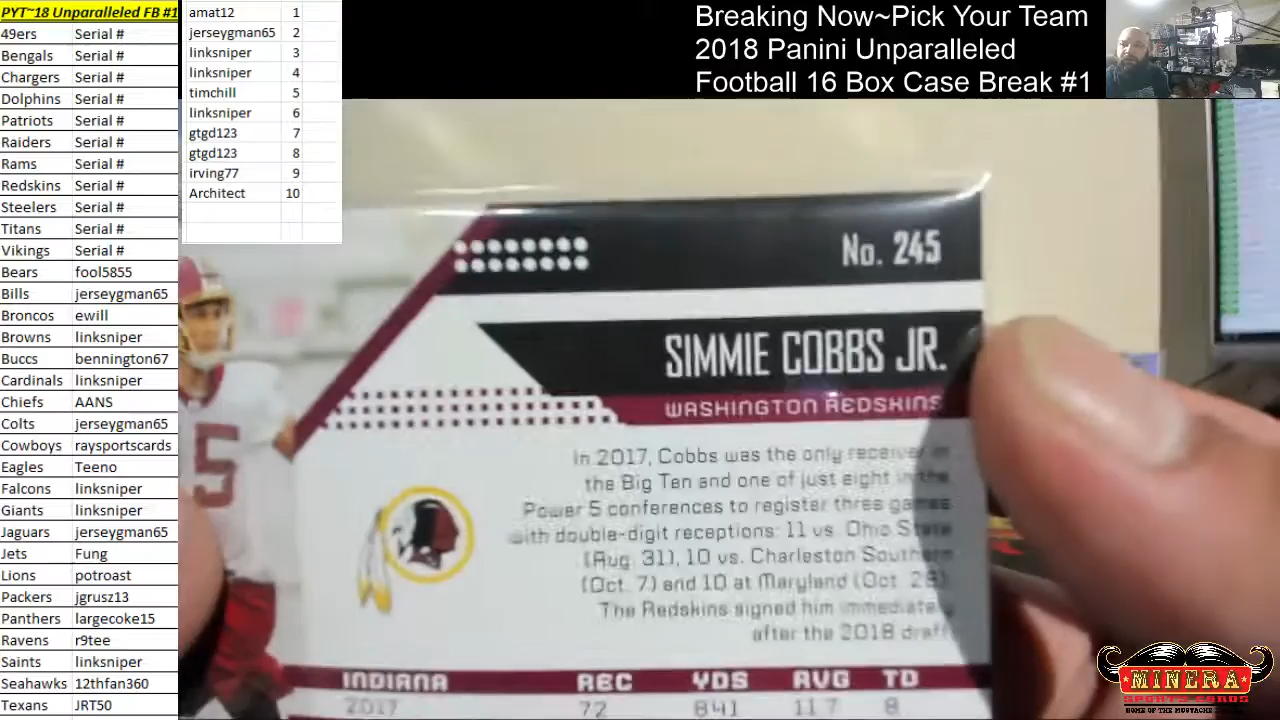 PYT~18 Unparalleled FB #1
49ers Serial #
Bengals Serial #
Chargers Serial #
Dolphins Serial #
Patriots Serial #
Raiders Serial #
Rams Serial #
Redskins Serial #
Steelers Serial #
Titans Serial #
Vikings Serial #
Bears fool5855
Bills jerseygman65
Broncos ewill
Browns linksniper
Buccs bennington67
Cardinals linksniper
Chiefs AANS
Colts jerseygman65
Cowboys raysportscards
Eagles Teeno
Falcons linksniper
Giants linksniper
Jaguars jerseygman65
Jets Fung
Lions potroast
Packers jgrusz13
Panthers largecoke15
Ravens r9tee
Saints linksniper
Seahawks 12thfan360
Texans JRT50
amat12 1
jerseygman65 2
linksniper 3
linksniper 4
timchill 5
linksniper 6
gtgd123 7
gtgd123 8
irving77 9
Architect 10
Breaking Now~Pick Your Team
2018 Panini Unparalleled
Football 16 Box Case Break #1
No. 245
SIMMIE COBBS JR.
WASHINGTON REDSKINS
5
In 2017, Cobbs was the only receiver in
the Big Ten and one of just eight in the
Power 5 conferences to register three games
with double-digit receptions: 11 vs. Ohio State
(Aug. 31), 10 vs. Charleston Southern
(Oct. 7) and 10 at Maryland (Oct. 28).
The Redskins signed him immediately
after the 2018 draft.
INDIANA REC YDS AVG TD
2017 72 841 11.7 8
MINERA
SPORTS CARDS
HOME OF THE MUSTACHE